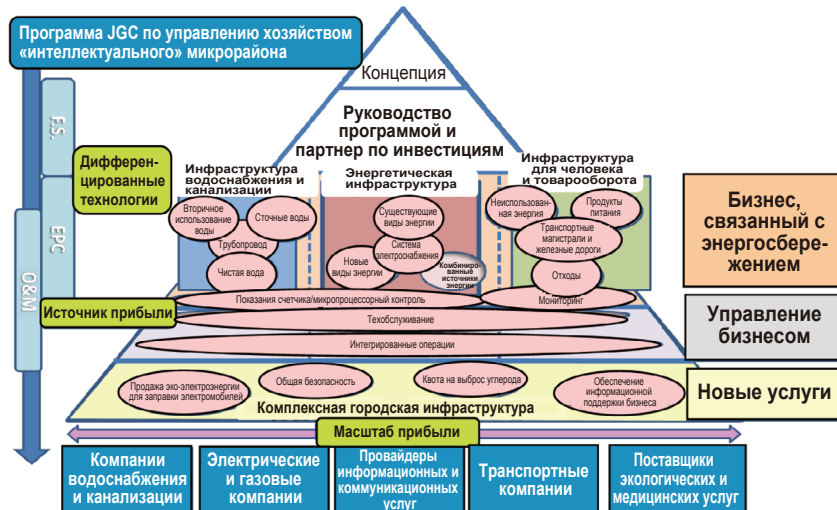 Программа JGC по управлению хозяйством
«интеллектуального» микрорайона
Концепция
Руководство
программой и
партнер по инвестициям
F.S.
EPC
O&M
Дифферен-
цированные
технологии
Инфраструктура
водоснабжения и
канализации
Энергетическая
инфраструктура
Инфраструктура
для человека
и товарооборота
Вторичное
использование
воды
Сточные воды
Трубопровод
Чистая вода
Существующие
виды энергии
Система
электроснабжения
Новые
виды энергии
Комбиниро-
ванные
источники
энергии
Неиспользован-
ная энергия
Продукты
питания
Транспортные
магистрали и
железные дороги
Отходы
Бизнес,
связанный с
энергосбере-
жением
Источник прибыли
Показания счетчика/микропроцессорный контроль
Мониторинг
Техобслуживание
Интегрированные операции
Управление
бизнесом
Продажа эко-электроэнергии
для заправки электромобилей
Общая безопасность
Квота на выброс углерода
Обеспечение
информационной
поддержки бизнеса
Новые услуги
Комплексная городская инфраструктура
Масштаб прибыли
Компании
водоснабжения
и канализации
Электрические
и газовые
компании
Провайдеры
информационных и
коммуникационных
услуг
Транспортные
компании
Поставщики
экологических и
медицинских услуг